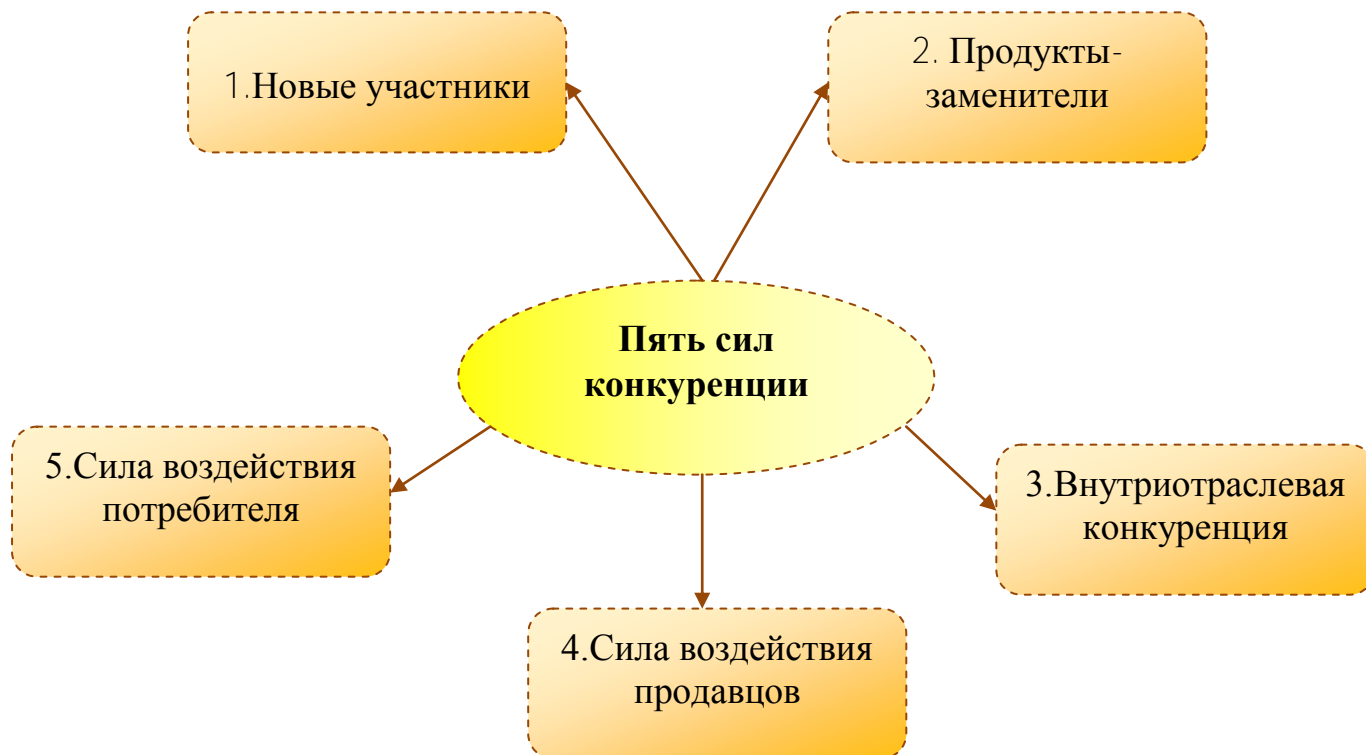 1.Новые участники
2. Продукты-
заменители
Пять сил
конкуренции
3.Внутриотраслевая
конкуренция
4.Сила воздействия
продавцов
5.Сила воздействия
потребителя